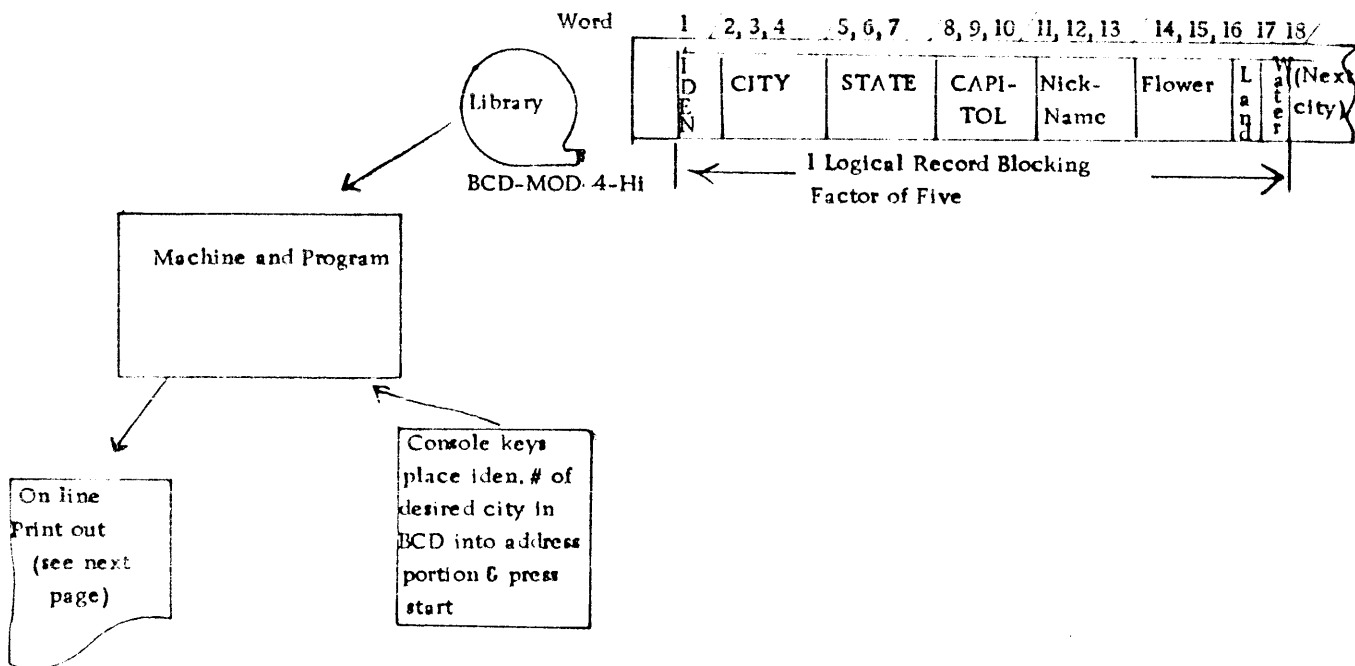 Word 1 2, 3, 4 5, 6, 7 8, 9, 10 11, 12, 13 14, 15, 16 17 18
IDEN
CITY
STATE
CAPI-
TOL
Nick-
Name
Flower
Land
Water
(Next
city)
1 Logical Record Blocking
Factor of Five
Library
BCD-MOD. 4-Hi
Machine and Program
Console keys
place iden. # of
desired city in
BCD into address
portion & press
start
On line
Print out
(see next
page)